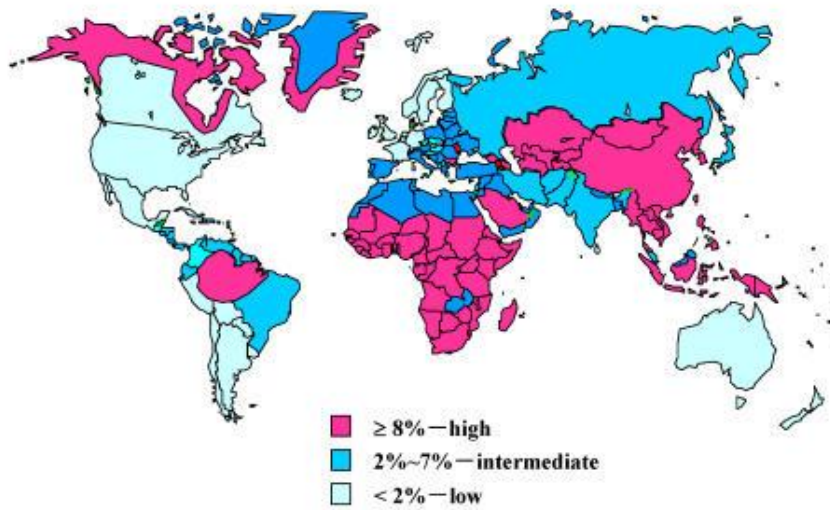 ≥ 8%—high
2%~7%—intermediate
< 2%—low